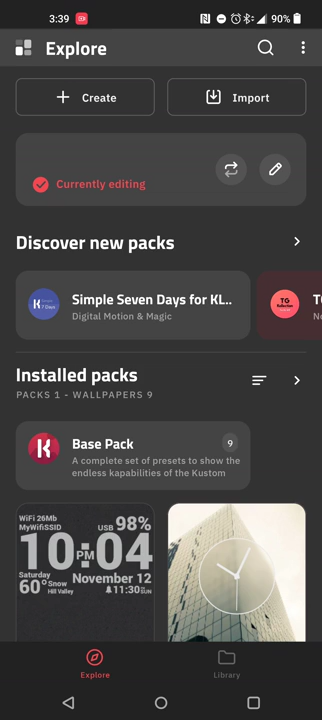 3:39
90%
Explore
Create
Import
Currently editing
Discover new packs
Simple Seven Days for KL..
Digital Motion & Magic
TG
Installed packs
PACKS 1 - WALLPAPERS 9
Base Pack
9
A complete set of presets to show the
endless kapabilities of the Kustom
WiFi 26Mb
MyWifiSSID
USB 98%
10:04
PM
Saturday
November 12
60° Snow
Hill Valley
11:30
SUN
Explore
Library